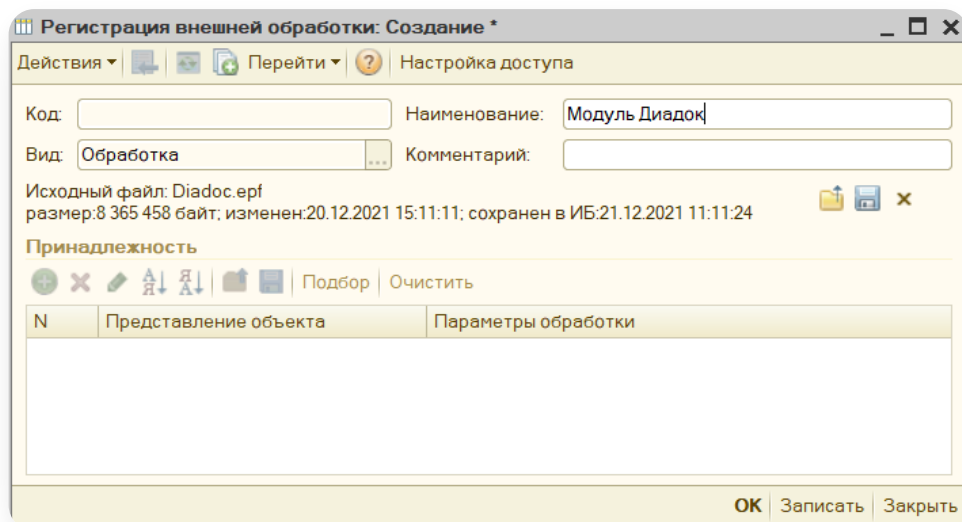 Регистрация внешней обработки: Создание *
Действия Перейти Настройка доступа
Код: Наименование: Модуль Диадок
Вид: Обработка ... Комментарий:
Исходный файл: Diadoc.epf
размер:8 365 458 байт; изменен:20.12.2021 15:11:11; сохранен в ИБ:21.12.2021 11:11:24
Принадлежность
Подбор Очистить
N Представление объекта Параметры обработки
ОК Записать Закрыть